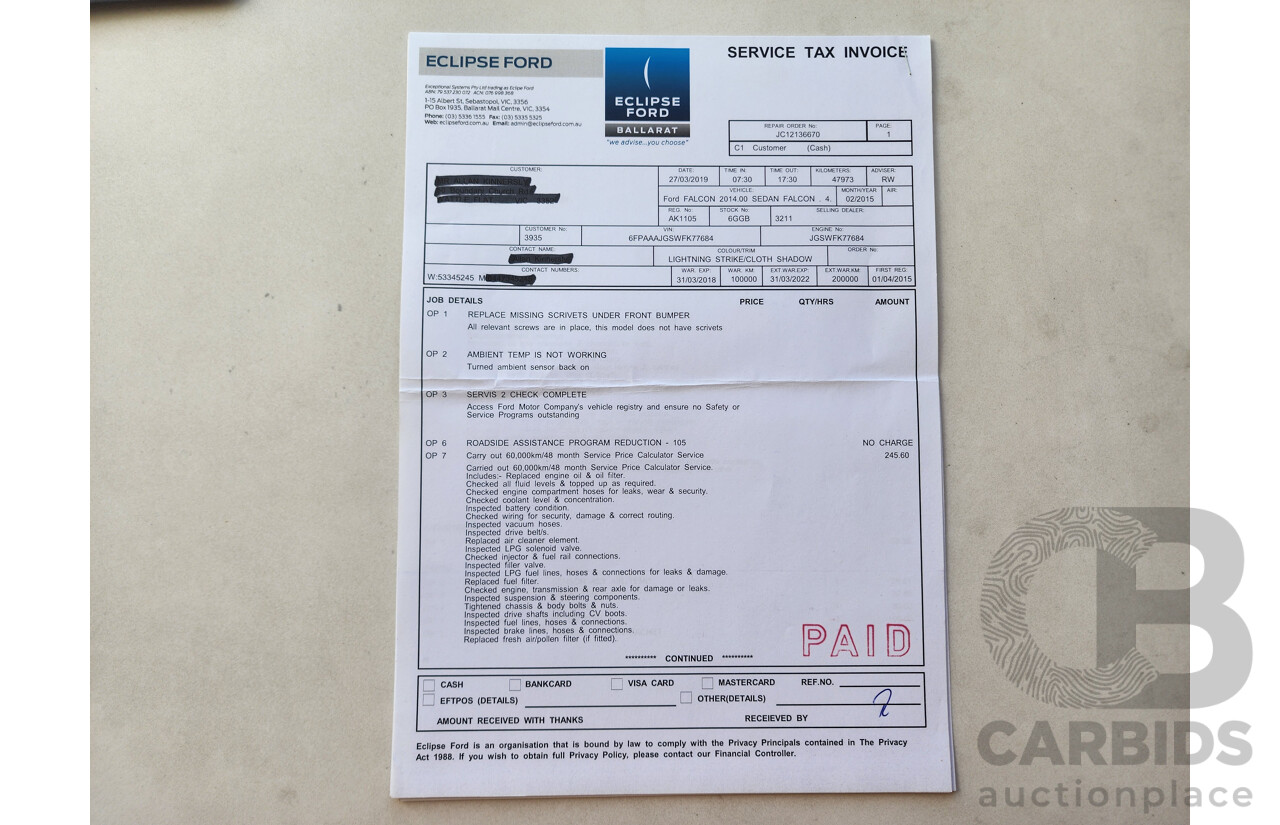 ECLIPSE FORD
Exceptional Systems Pty Ltd trading as Eclipse Ford
ABN: 79 537 230 012 ACN: 076 998 368
1-15 Albert St, Sebastopol, VIC, 3356
PO Box 1935, Ballarat Mail Centre, VIC, 3354
Phone: (03) 5336 1555 Fax: (03) 5335 5325
Web: eclipseford.com.au Email: admin@eclipseford.com.au
ECLIPSE
FORD
BALLARAT
"we advise...you choose"
SERVICE TAX INVOICE
REPAIR ORDER No: PAGE:
JC12136670 1
C1 Customer (Cash)
CUSTOMER:
DATE: TIME IN: TIME OUT: KILOMETERS: ADVISER:
27/03/2019 07:30 17:30 47973 RW
VEHICLE: MONTH/YEAR AIR:
Ford FALCON 2014.00 SEDAN FALCON . 4. 02/2015
REG. No: STOCK No: SELLING DEALER:
AK1105 6GGB 3211
CUSTOMER No: VIN: ENGINE No:
3935 6FPAAAJGSWFK77684 JGSWFK77684
CONTACT NAME: COLOUR/TRIM ORDER No:
LIGHTNING STRIKE/CLOTH SHADOW
CONTACT NUMBERS: WAR. EXP: WAR. KM: EXT.WAR.EXP: EXT.WAR.KM: FIRST REG:
W:53345245 M 31/03/2018 100000 31/03/2022 200000 01/04/2015
JOB DETAILS PRICE QTY/HRS AMOUNT
OP 1 REPLACE MISSING SCRIVETS UNDER FRONT BUMPER
All relevant screws are in place, this model does not have scrivets
OP 2 AMBIENT TEMP IS NOT WORKING
Turned ambient sensor back on
OP 3 SERVIS 2 CHECK COMPLETE
Access Ford Motor Company's vehicle registry and ensure no Safety or
Service Programs outstanding
OP 6 ROADSIDE ASSISTANCE PROGRAM REDUCTION - 105 NO CHARGE
OP 7 Carry out 60,000km/48 month Service Price Calculator Service 245.60
Carried out 60,000km/48 month Service Price Calculator Service.
Includes:- Replaced engine oil & oil filter.
Checked all fluid levels & topped up as required.
Checked engine compartment hoses for leaks, wear & security.
Checked coolant level & concentration.
Inspected battery condition.
Checked wiring for security, damage & correct routing.
Inspected vacuum hoses.
Inspected drive belt/s.
Replaced air cleaner element.
Inspected LPG solenoid valve.
Checked injector & fuel rail connections.
Inspected filler valve.
Inspected LPG fuel lines, hoses & connections for leaks & damage.
Replaced fuel filter.
Checked engine, transmission & rear axle for damage or leaks.
Inspected suspension & steering components.
Tightened chassis & body bolts & nuts.
Inspected drive shafts including CV boots.
Inspected fuel lines, hoses & connections.
Inspected brake lines, hoses & connections.
Replaced fresh air/pollen filter (if fitted).
PAID
********** CONTINUED **********
CASH BANKCARD VISA CARD MASTERCARD REF.NO.
EFTPOS (DETAILS) OTHER(DETAILS)
AMOUNT RECEIVED WITH THANKS RECEIEVED BY
Eclipse Ford is an organisation that is bound by law to comply with the Privacy Principals contained in The Privacy
Act 1988. If you wish to obtain full Privacy Policy, please contact our Financial Controller.
CB
CARBIDS
auctionplace